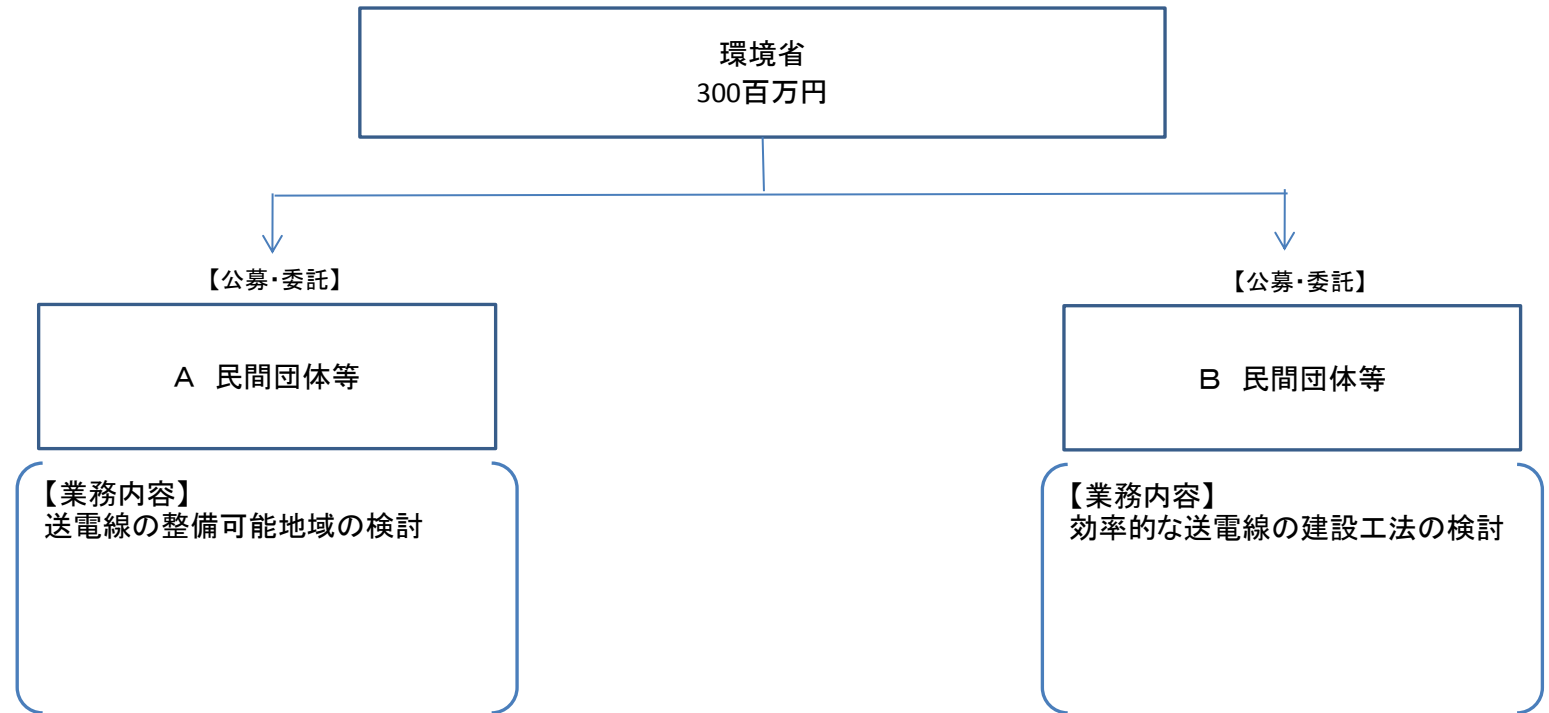 環境省
300百万円
【公募・委託】
A 民間団体等
【業務内容】
送電線の整備可能地域の検討
【公募・委託】
B 民間団体等
【業務内容】
効率的な送電線の建設工法の検討